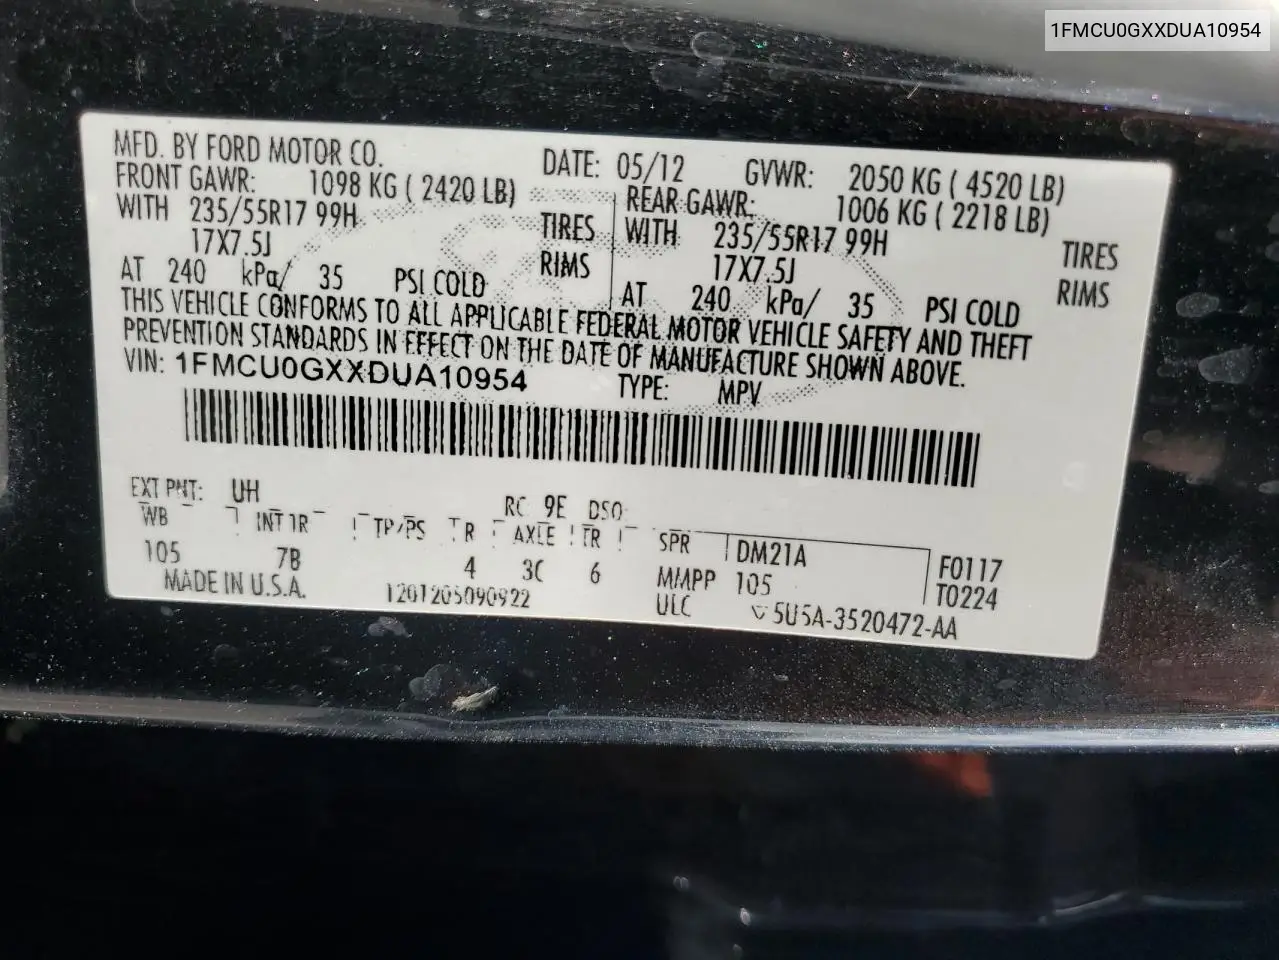 1FMCU0GXXDUA10954
MFD. BY FORD MOTOR CO. DATE: 05/12 GVWR: 2050 KG ( 4520 LB)
FRONT GAWR: 1098 KG ( 2420 LB) REAR GAWR: 1006 KG ( 2218 LB)
WITH 235/55R17 99H TIRES WITH 235/55R17 99H TIRES
17X7.5J RIMS 17X7.5J RIMS
AT 240 kPa/ 35 PSI COLD AT 240 kPa/ 35 PSI COLD
THIS VEHICLE CONFORMS TO ALL APPLICABLE FEDERAL MOTOR VEHICLE SAFETY AND THEFT
PREVENTION STANDARDS IN EFFECT ON THE DATE OF MANUFACTURE SHOWN ABOVE.
VIN: 1FMCU0GXXDUA10954 TYPE: MPV
EXT PNT: UH RC 9E DSO:
WB INT TR TP/PS R AXLE TR SPR DM21A F0117
105 7B 4 3C 6 MMPP 105 T0224
MADE IN U.S.A. 1201205090922 ULC 5U5A-3520472-AA